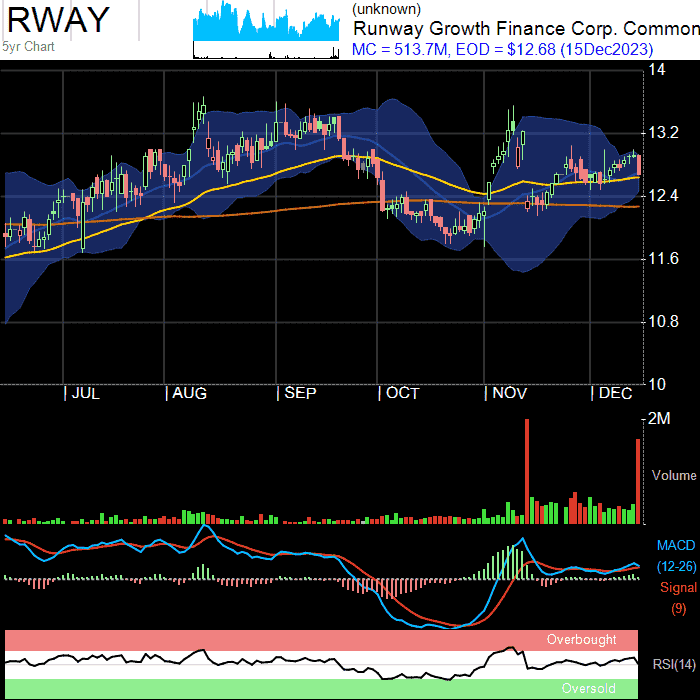 RWAY
5yr Chart
(unknown)
Runway Growth Finance Corp. Common
MC = 513.7M, EOD = $12.68 (15Dec2023)
14
13.2
12.4
11.6
10.8
10
JUL
AUG
SEP
OCT
NOV
DEC
2M
Volume
MACD
(12-26)
Signal
(9)
Overbought
RSI(14)
Oversold